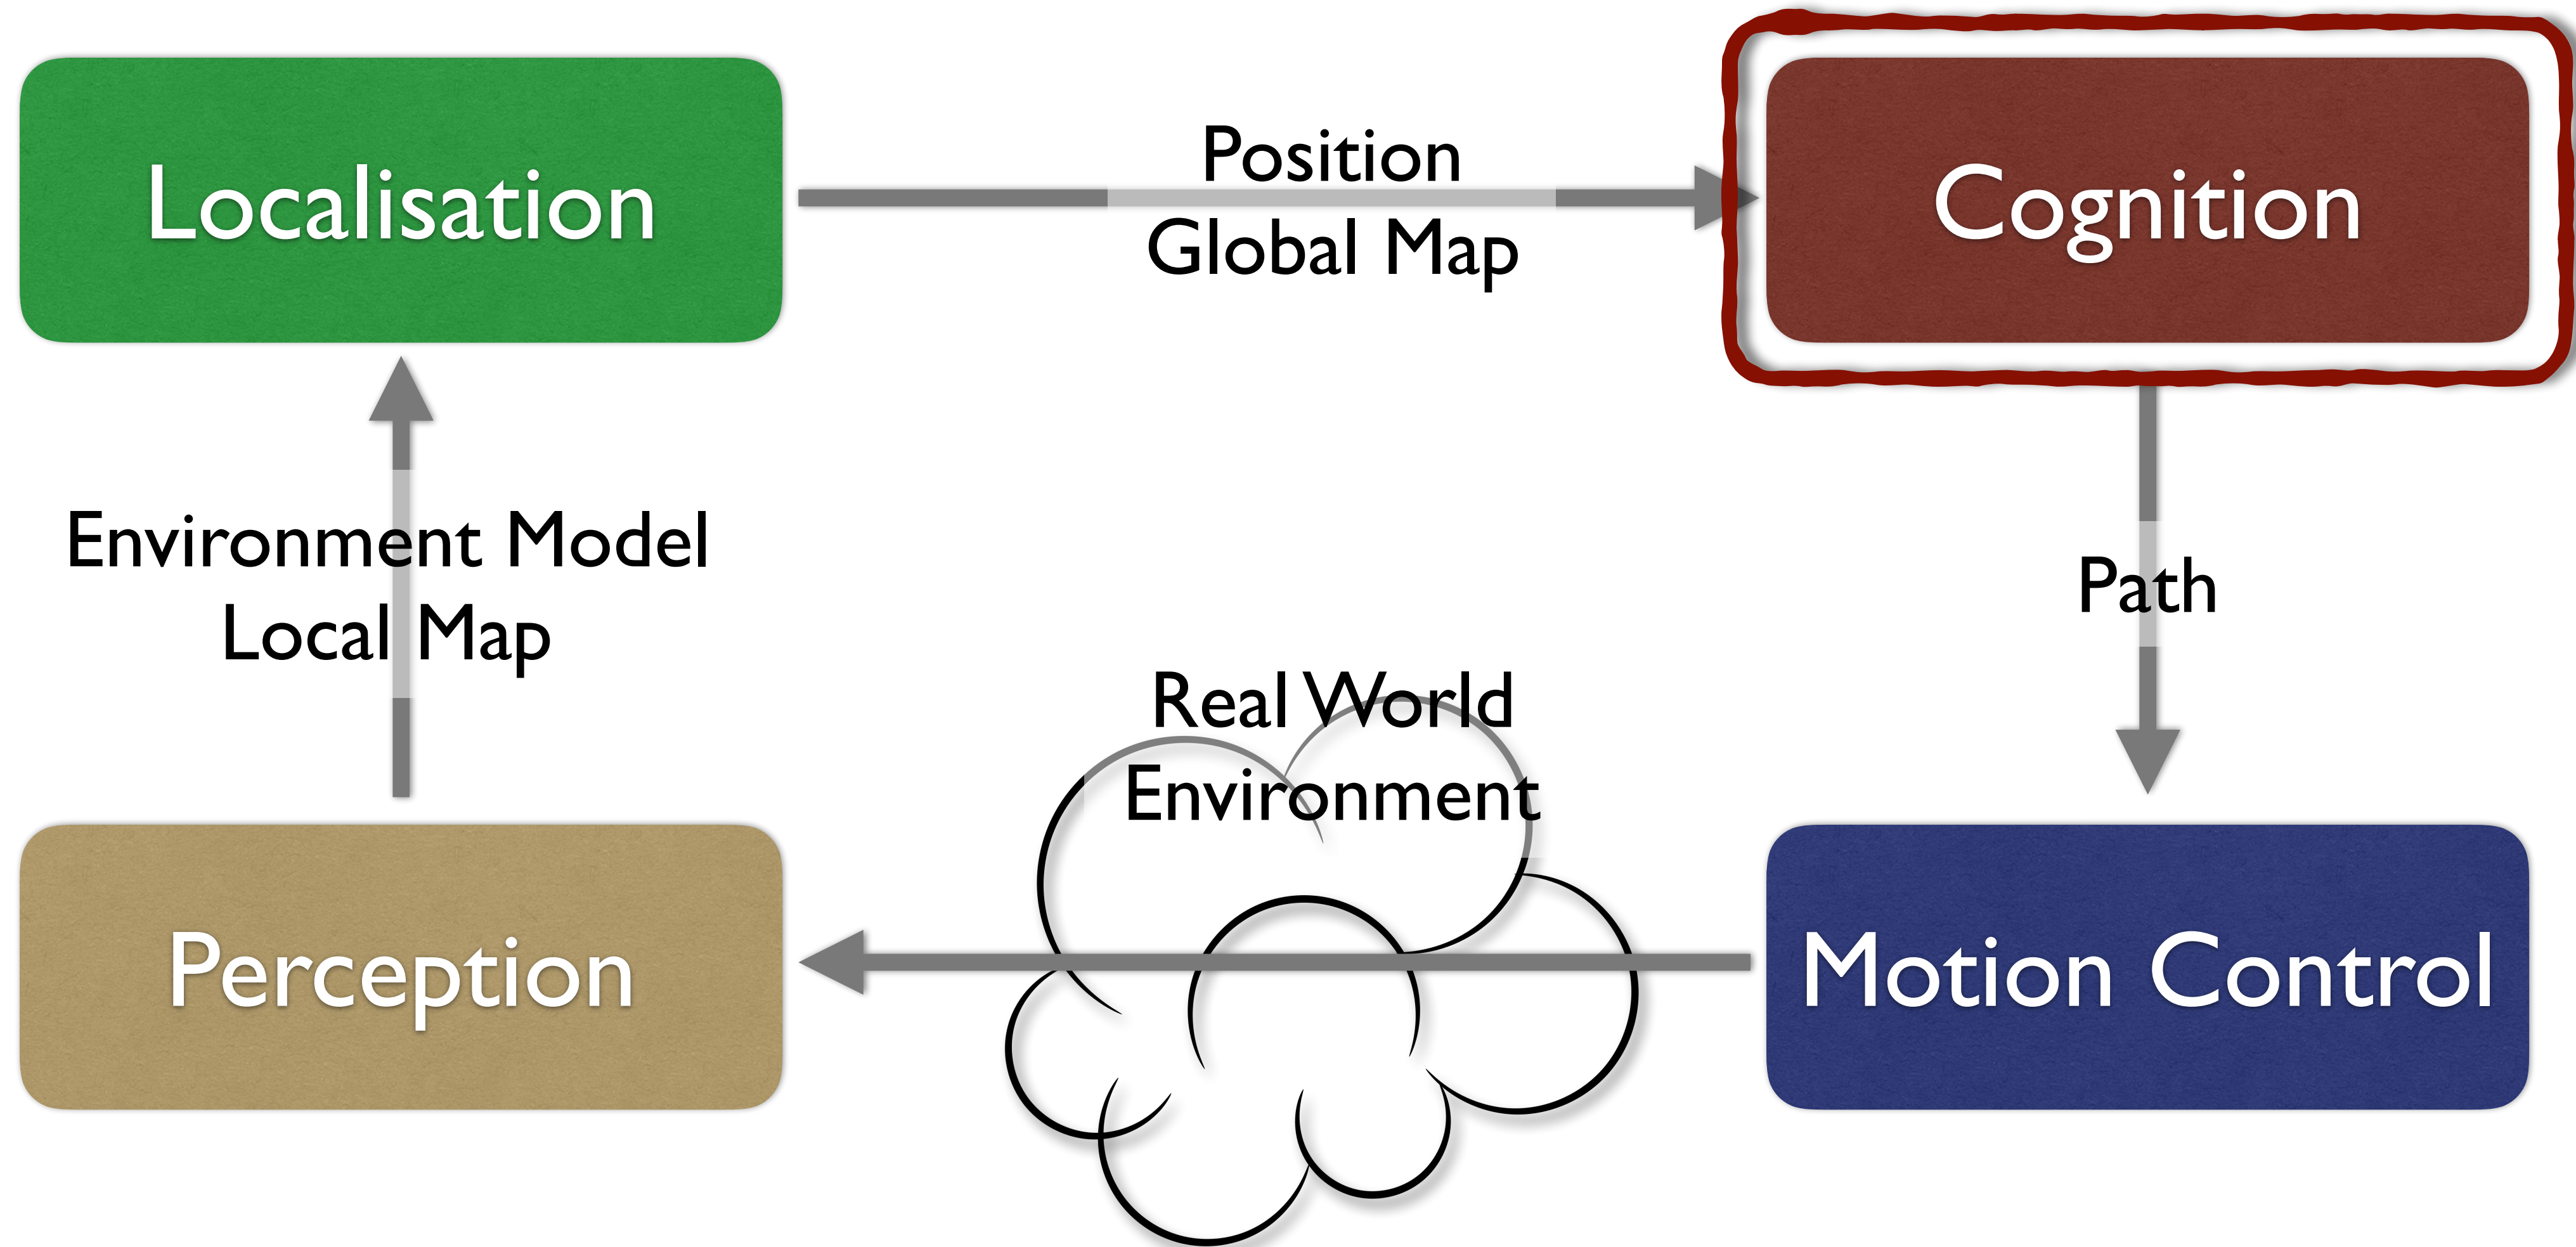 Localisation
Position
Global Map
Cognition
Environment Model
Local Map
Path
Real World
Environment
Perception
Motion Control